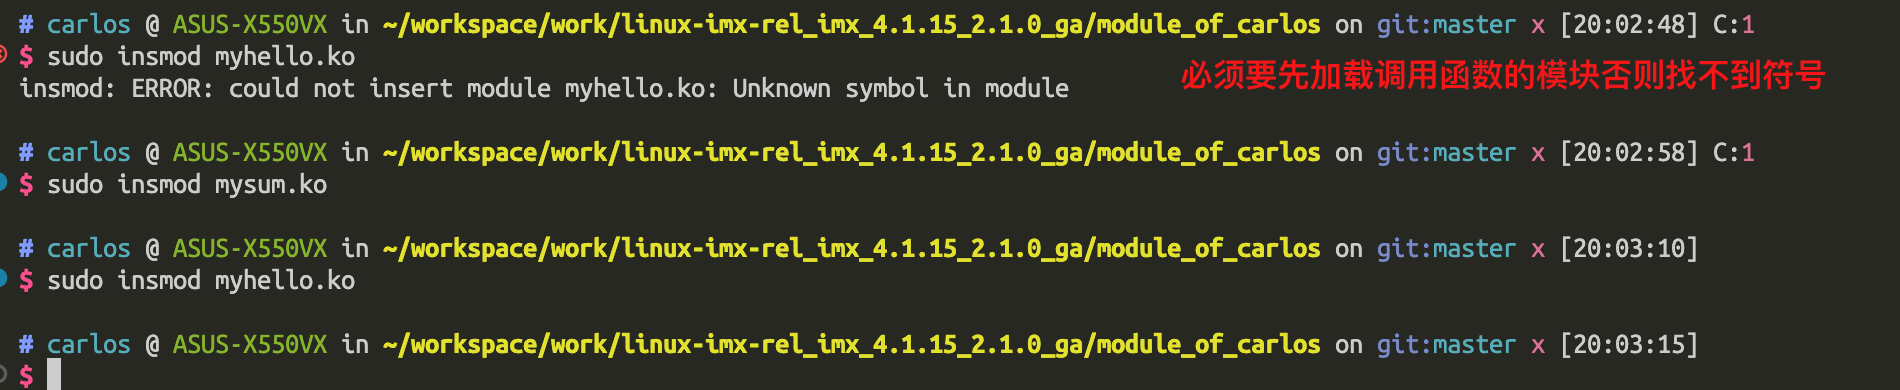 # carlos @ ASUS-X550VX in ~/workspace/work/linux-imx-rel_imx_4.1.15_2.1.0_ga/module_of_carlos on git:master x [20:02:48] C:1
$ sudo insmod myhello.ko
insmod: ERROR: could not insert module myhello.ko: Unknown symbol in module
必须要先加载调用函数的模块否则找不到符号
# carlos @ ASUS-X550VX in ~/workspace/work/linux-imx-rel_imx_4.1.15_2.1.0_ga/module_of_carlos on git:master x [20:02:58] C:1
$ sudo insmod mysum.ko
# carlos @ ASUS-X550VX in ~/workspace/work/linux-imx-rel_imx_4.1.15_2.1.0_ga/module_of_carlos on git:master x [20:03:10]
$ sudo insmod myhello.ko
# carlos @ ASUS-X550VX in ~/workspace/work/linux-imx-rel_imx_4.1.15_2.1.0_ga/module_of_carlos on git:master x [20:03:15]
$